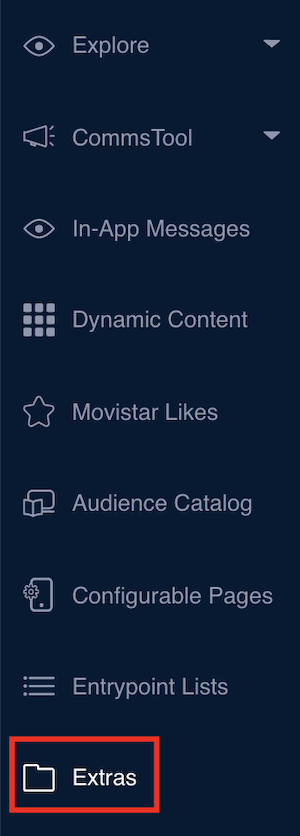 Explore
CommsTool
In-App Messages
Dynamic Content
Movistar Likes
Audience Catalog
Configurable Pages
Entrypoint Lists
Extras